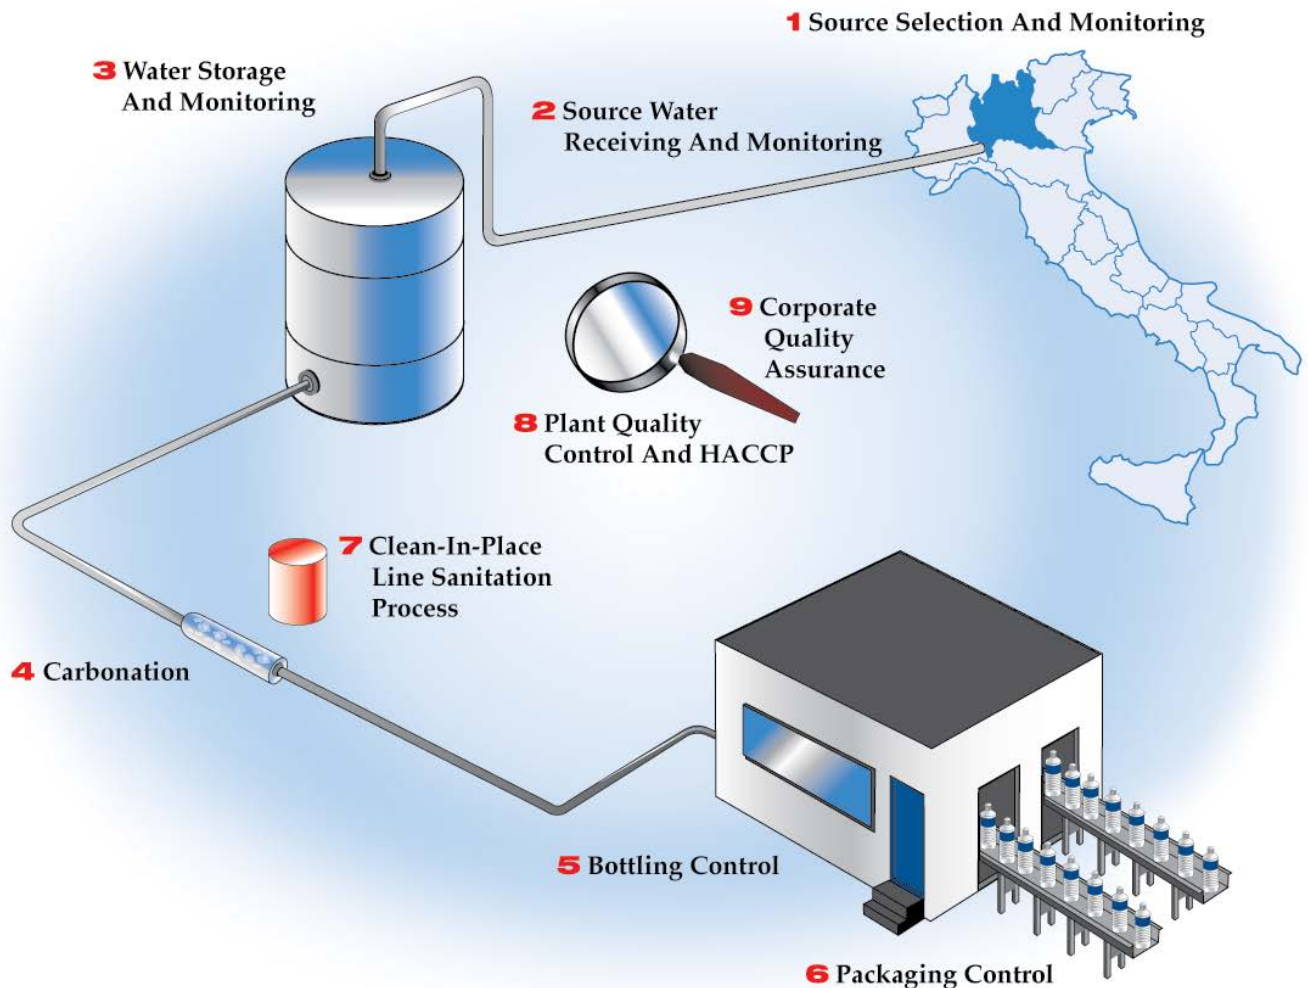 1 Source Selection And Monitoring
2 Source Water
Receiving And Monitoring
3 Water Storage
And Monitoring
4 Carbonation
5 Bottling Control
6 Packaging Control
7 Clean-In-Place
Line Sanitation
Process
8 Plant Quality
Control And HACCP
9 Corporate
Quality
Assurance